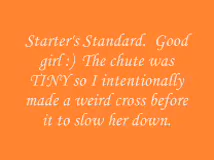 Starter's Standard.  Good
girl :)  The chute was
TINY so I intentionally
made a weird cross before
it to slow her down.